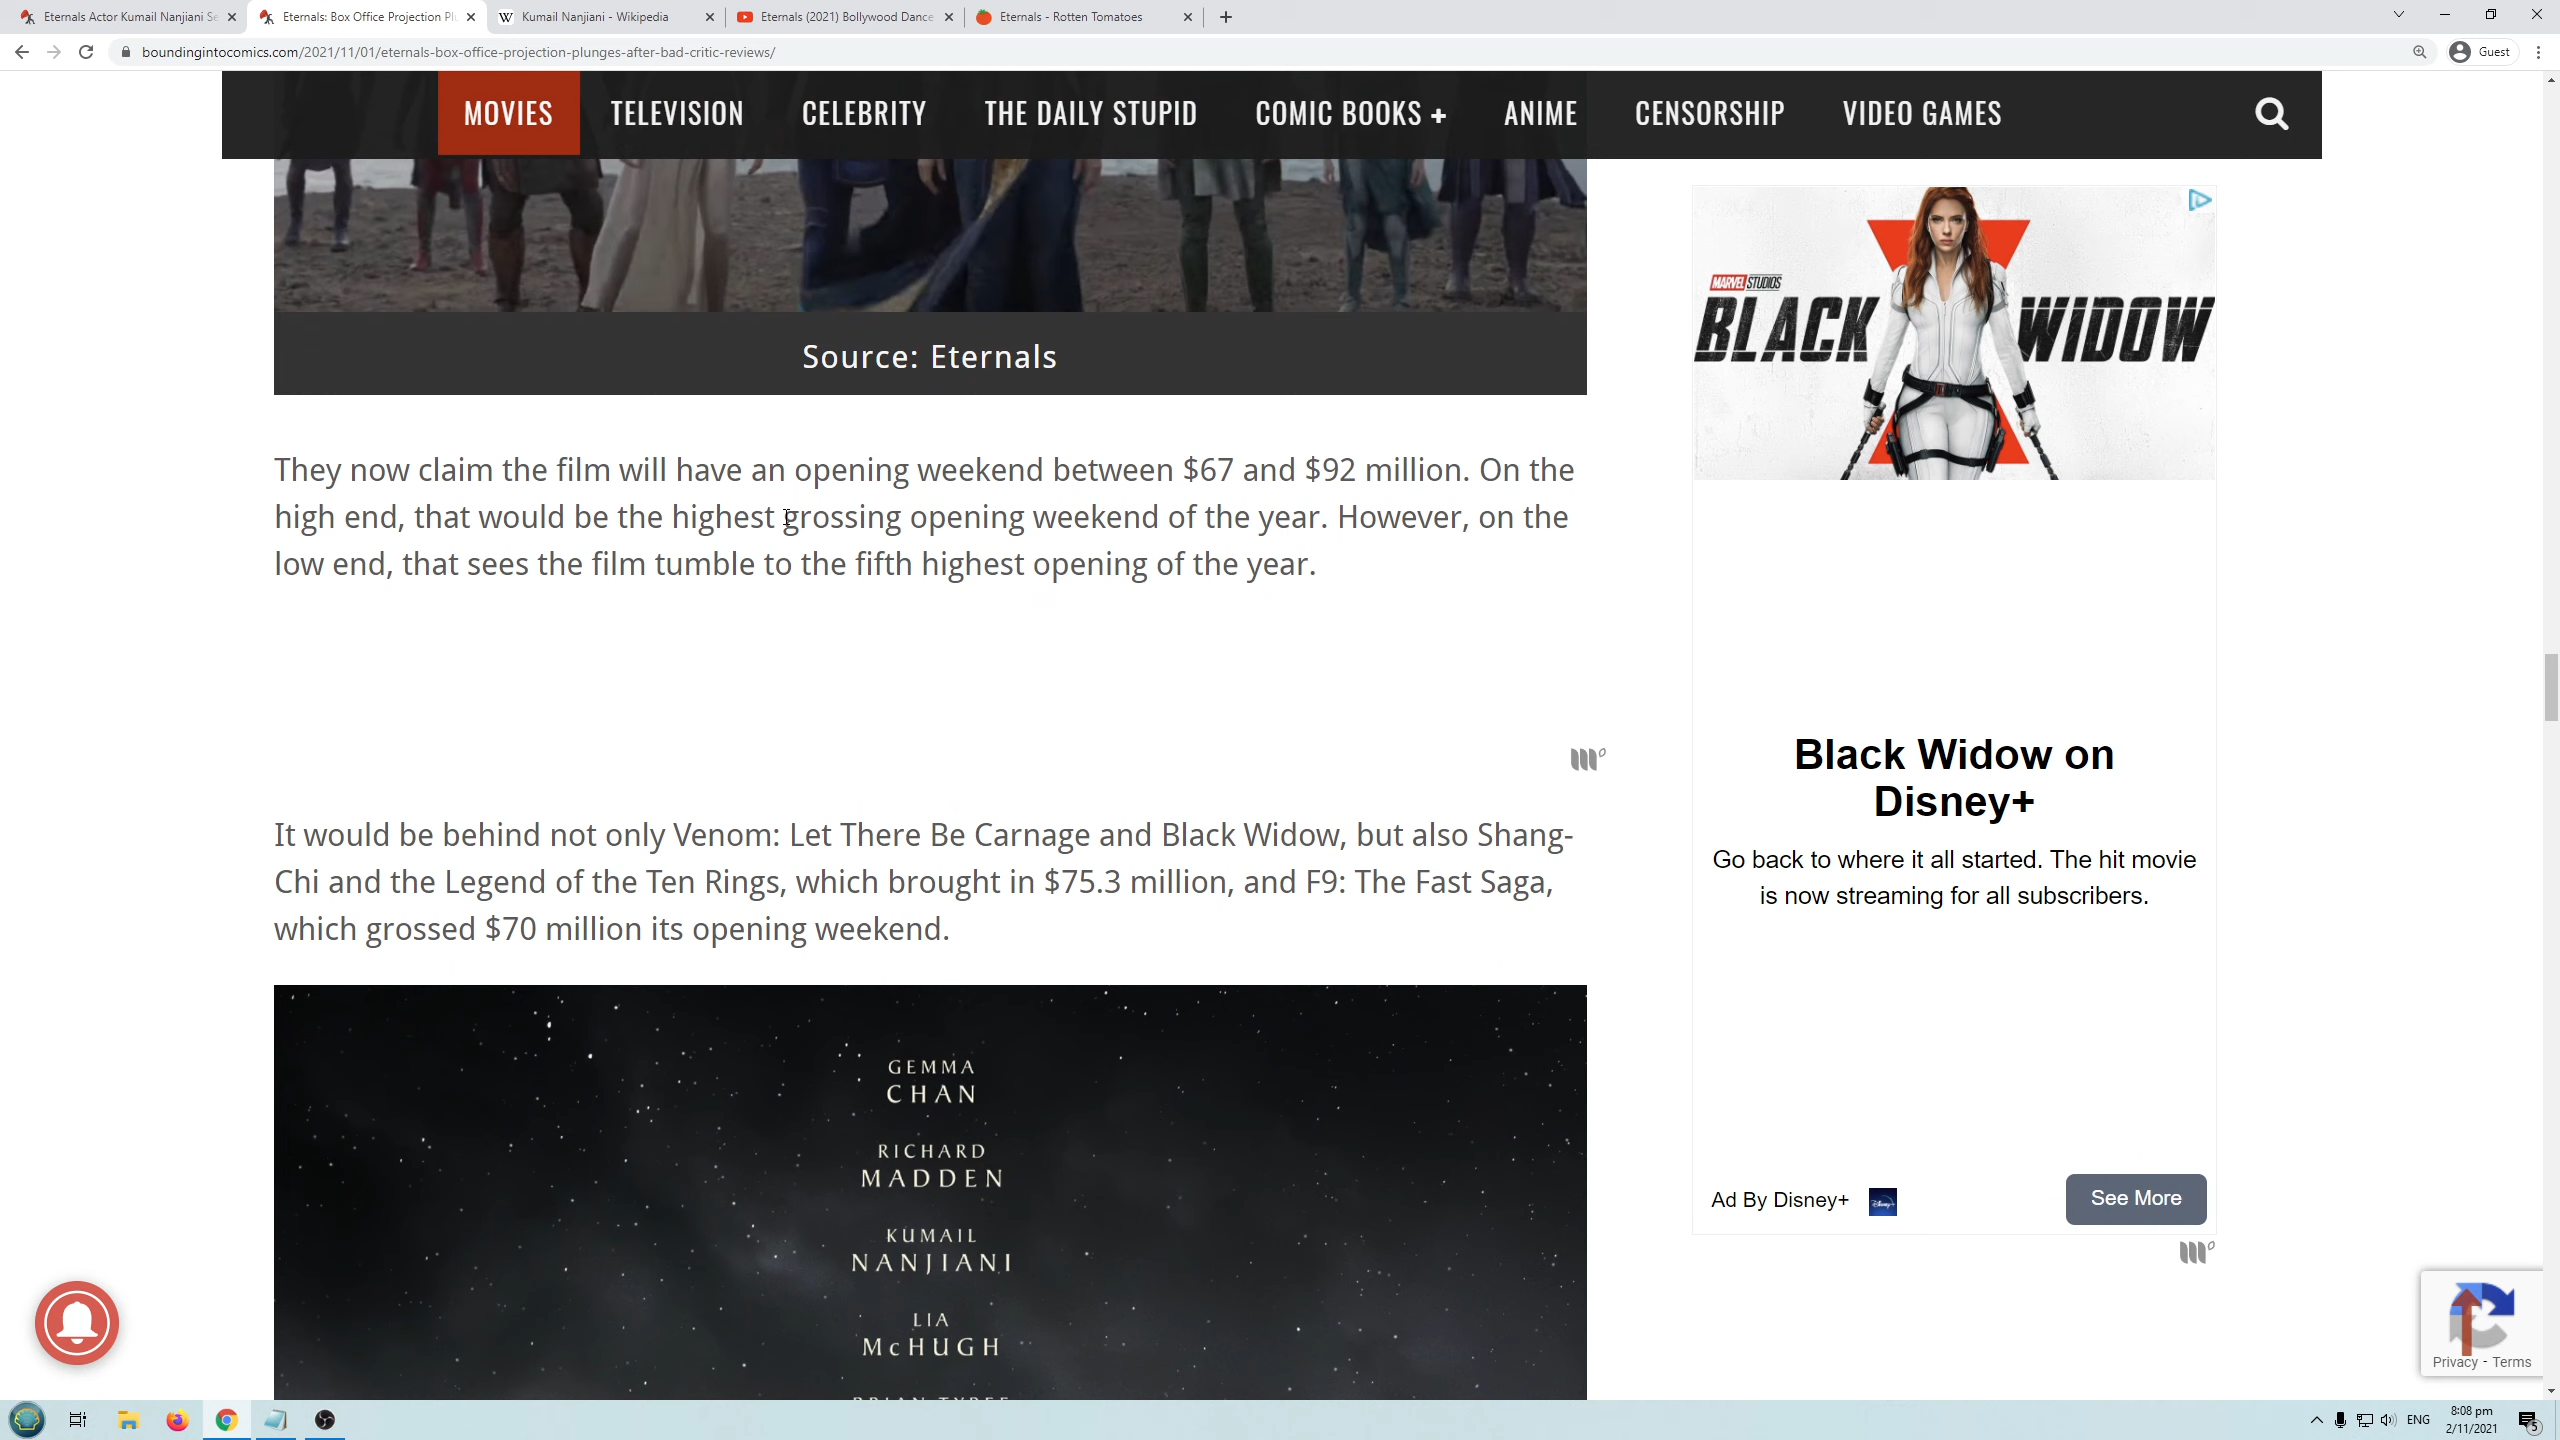 Eternals Actor Kumail Nanjiani Se
Eternals: Box Office Projection Pl
Kumail Nanjiani - Wikipedia
Eternals (2021) Bollywood Dance
Eternals - Rotten Tomatoes
boundingintocomics.com/2021/11/01/eternals-box-office-projection-plunges-after-bad-critic-reviews/
Guest
MOVIES
TELEVISION
CELEBRITY
THE DAILY STUPID
COMIC BOOKS +
ANIME
CENSORSHIP
VIDEO GAMES
Source: Eternals
They now claim the film will have an opening weekend between $67 and $92 million. On the
high end, that would be the highest grossing opening weekend of the year. However, on the
low end, that sees the film tumble to the fifth highest opening of the year.
It would be behind not only Venom: Let There Be Carnage and Black Widow, but also Shang-
Chi and the Legend of the Ten Rings, which brought in $75.3 million, and F9: The Fast Saga,
which grossed $70 million its opening weekend.
GEMMA
CHAN
RICHARD
MADDEN
KUMAIL
NANJIANI
LIA
McHUGH
MARVEL STUDIOS
BLACK WIDOW
Black Widow on
Disney+
Go back to where it all started. The hit movie
is now streaming for all subscribers.
Ad By Disney+
See More
Privacy - Terms
ENG
8:08 pm
2/11/2021
5